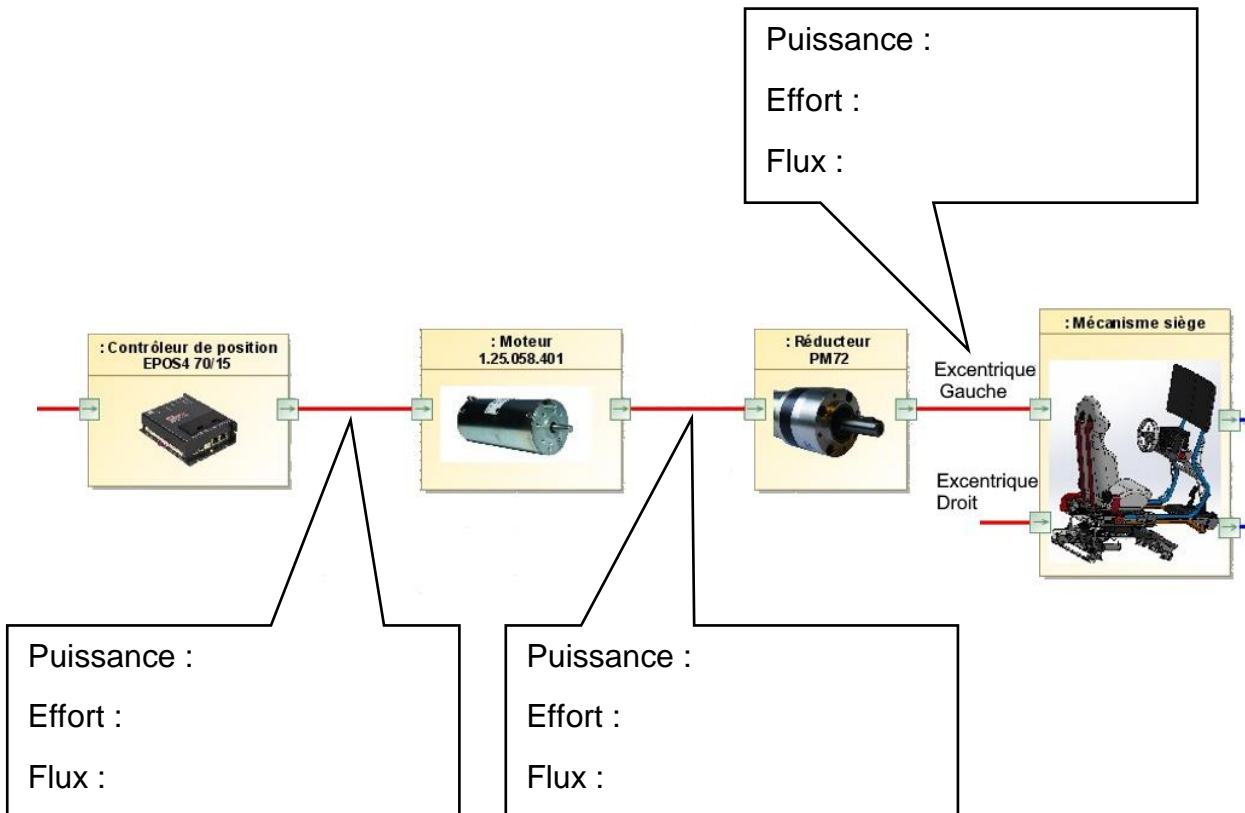 Puissance :
Effort :
Flux :
: Contrôleur de position
EPOS4 70/15
: Moteur
1.25.058.401
: Réducteur
PM72
Excentrique
Gauche
Excentrique
Droit
: Mécanisme siège
Puissance :
Effort :
Flux :
Puissance :
Effort :
Flux :